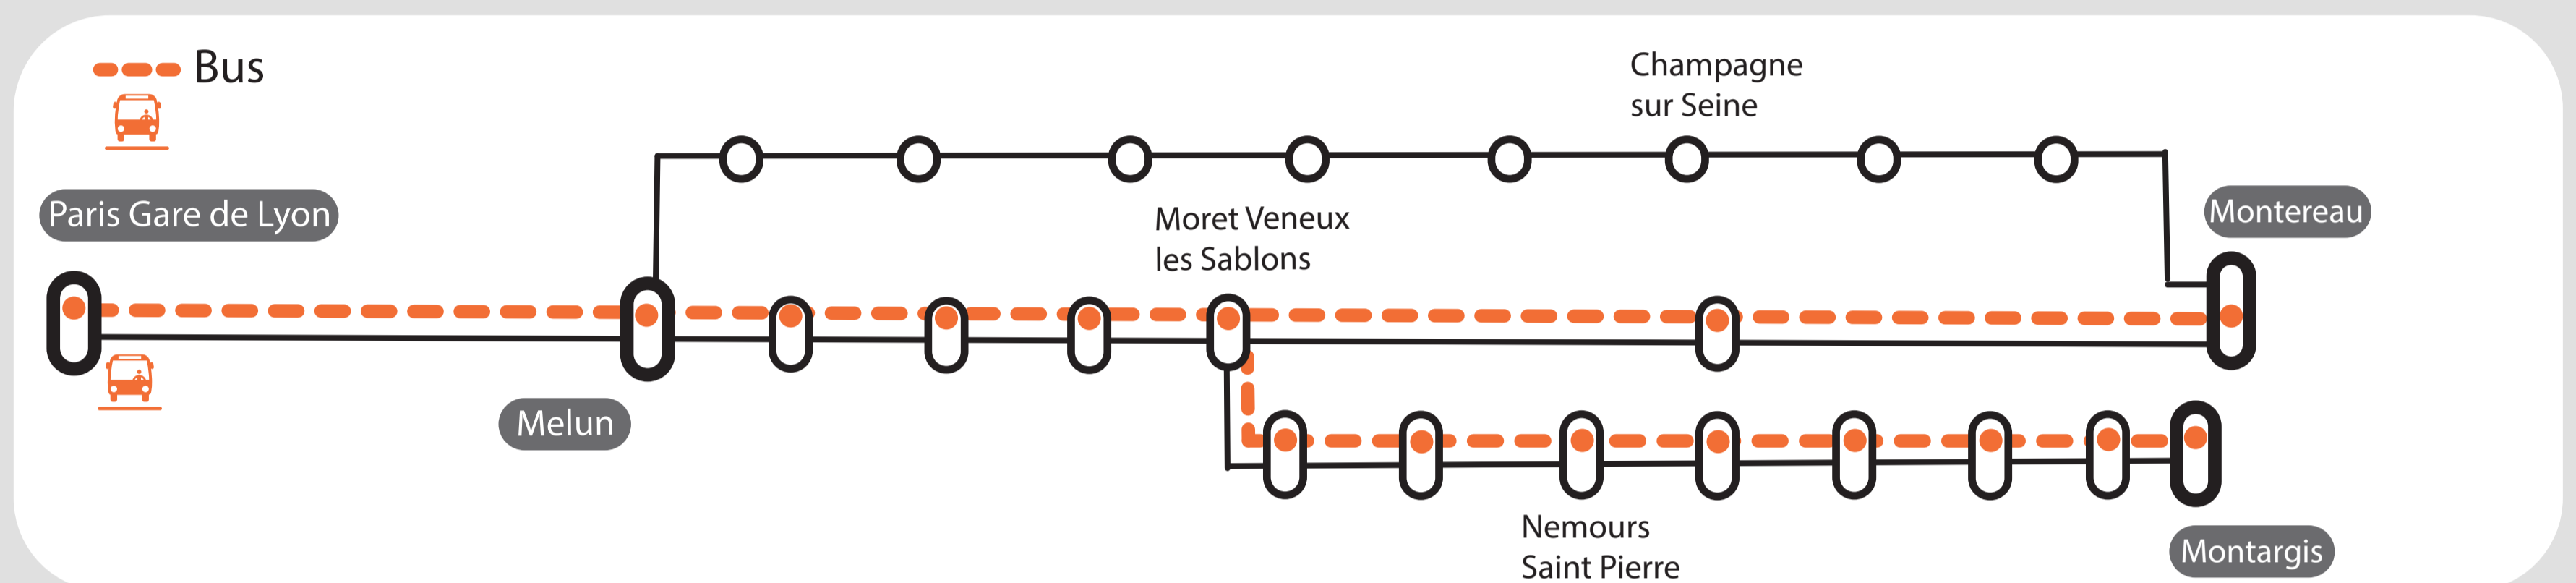 Bus
Champagne
sur Seine
Paris Gare de Lyon
Moret Veneux
les Sablons
Montereau
Melun
Nemours
Saint Pierre
Montargis